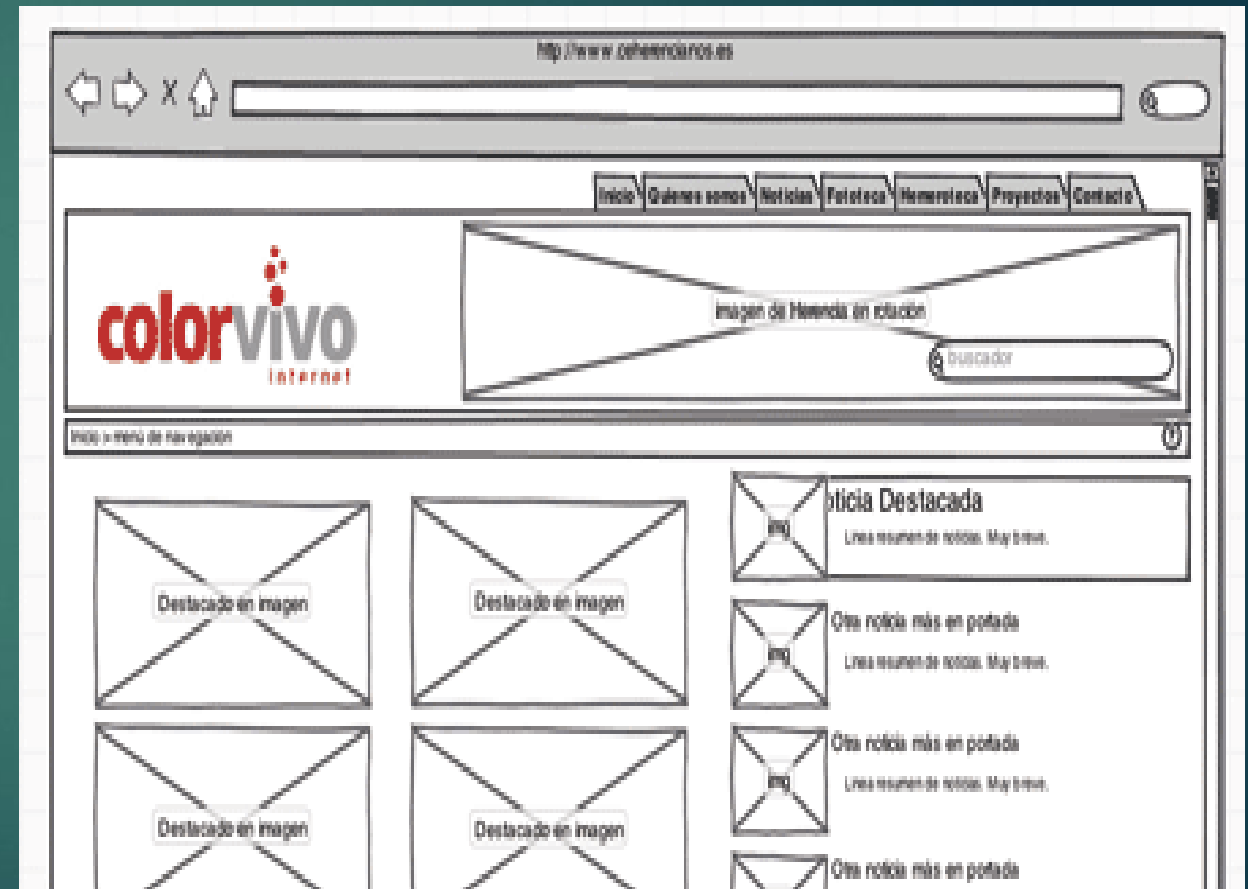 X
Inicio Quienes somos Noticias Fototeca Hemeroteca Proyectos Contacto
colorvivo
internet
Imagen de Herencia en rotación
buscador
Inicio > menú de navegación
Destacado en imagen
Destacado en imagen
oticia Destacada
img
Línea resumen de noticias. Muy breve.
Otra noticia más en portada
img
Línea resumen de noticias. Muy breve.
Destacado en imagen
Destacado en imagen
Otra noticia más en portada
img
Línea resumen de noticias. Muy breve.
Otra noticia más en portada